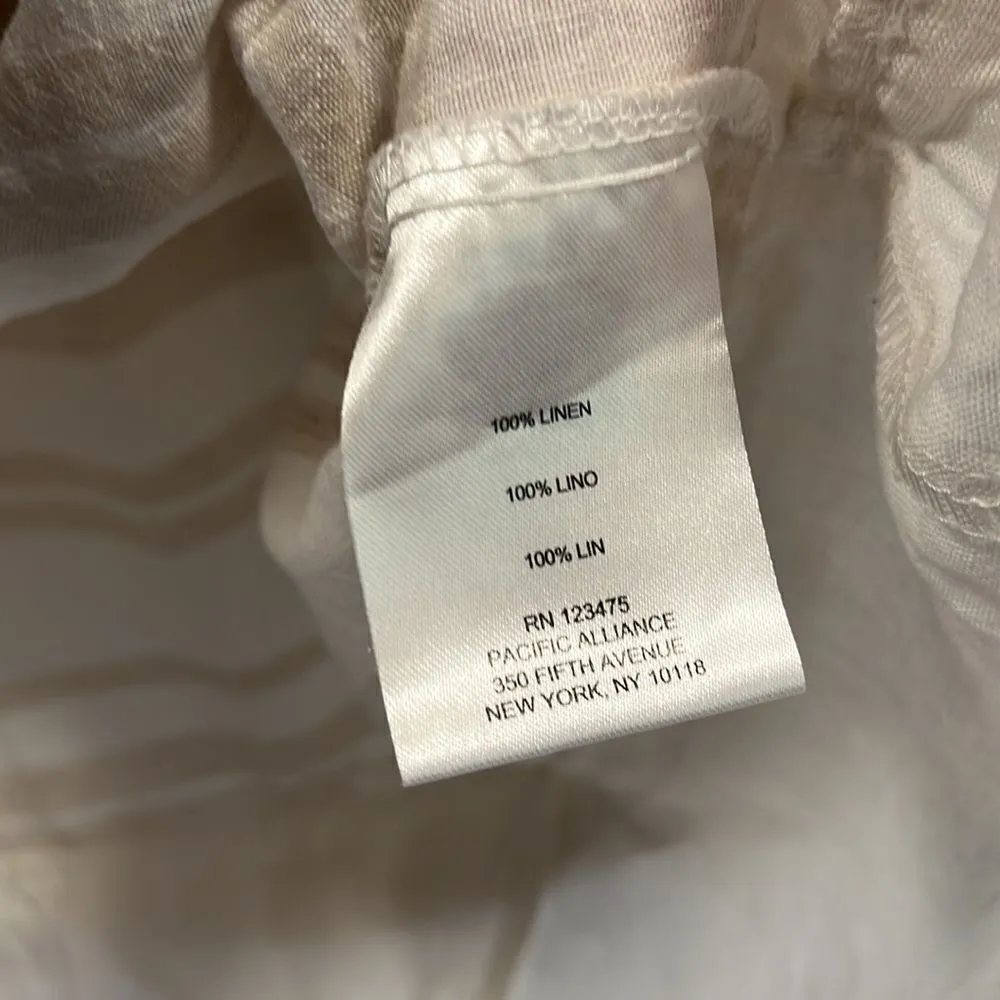 100% LINEN
100% LINO
100% LIN
RN 123475
PACIFIC ALLIANCE
350 FIFTH AVENUE
NEW YORK, NY 10118